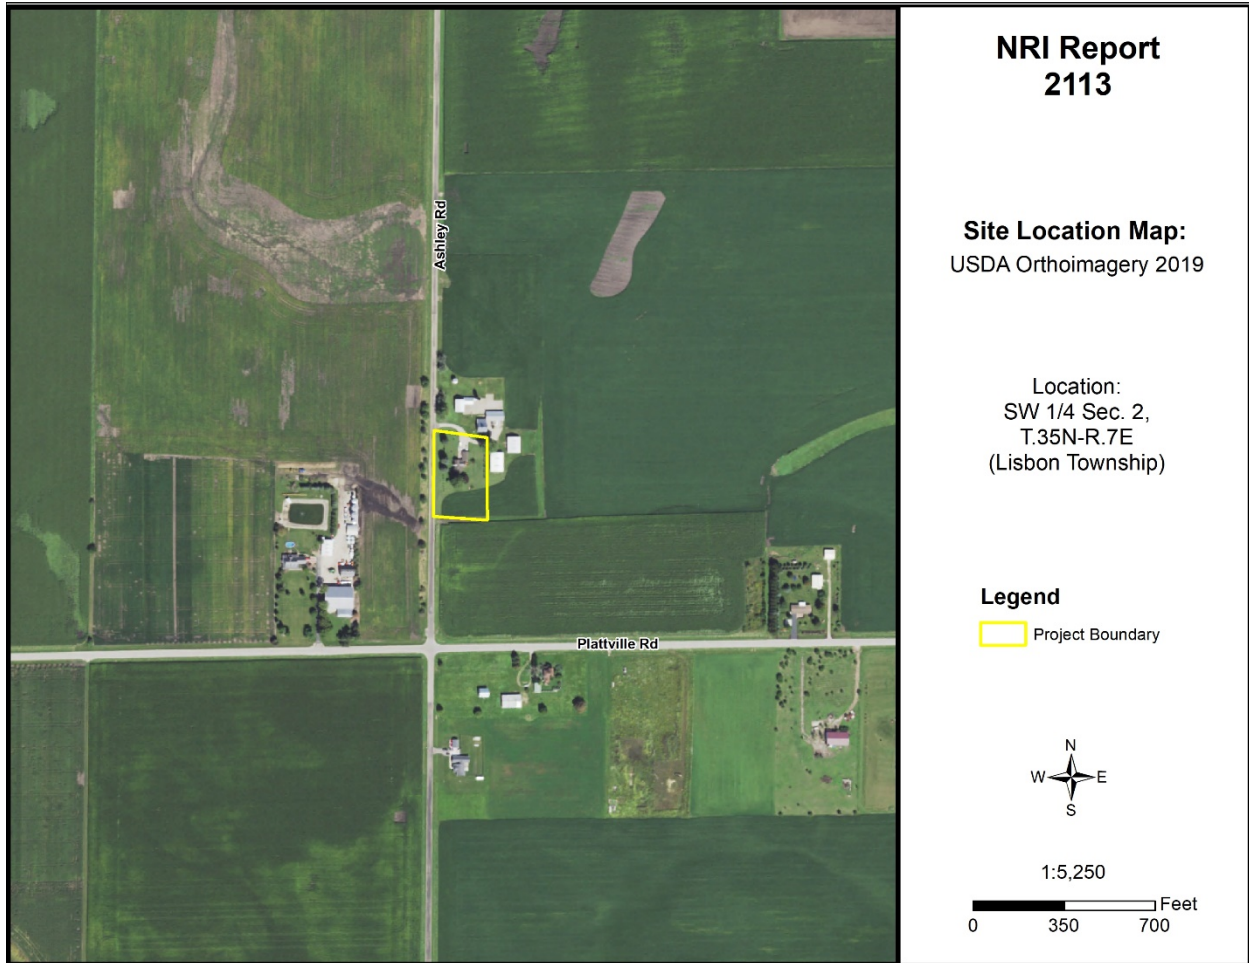 NRI Report
2113
Site Location Map:
USDA Orthoimagery 2019
Location:
SW 1/4 Sec. 2,
T.35N-R.7E
(Lisbon Township)
Legend
Project Boundary
N
W E
S
1:5,250
Feet
0 350 700
Ashley Rd
Plattville Rd